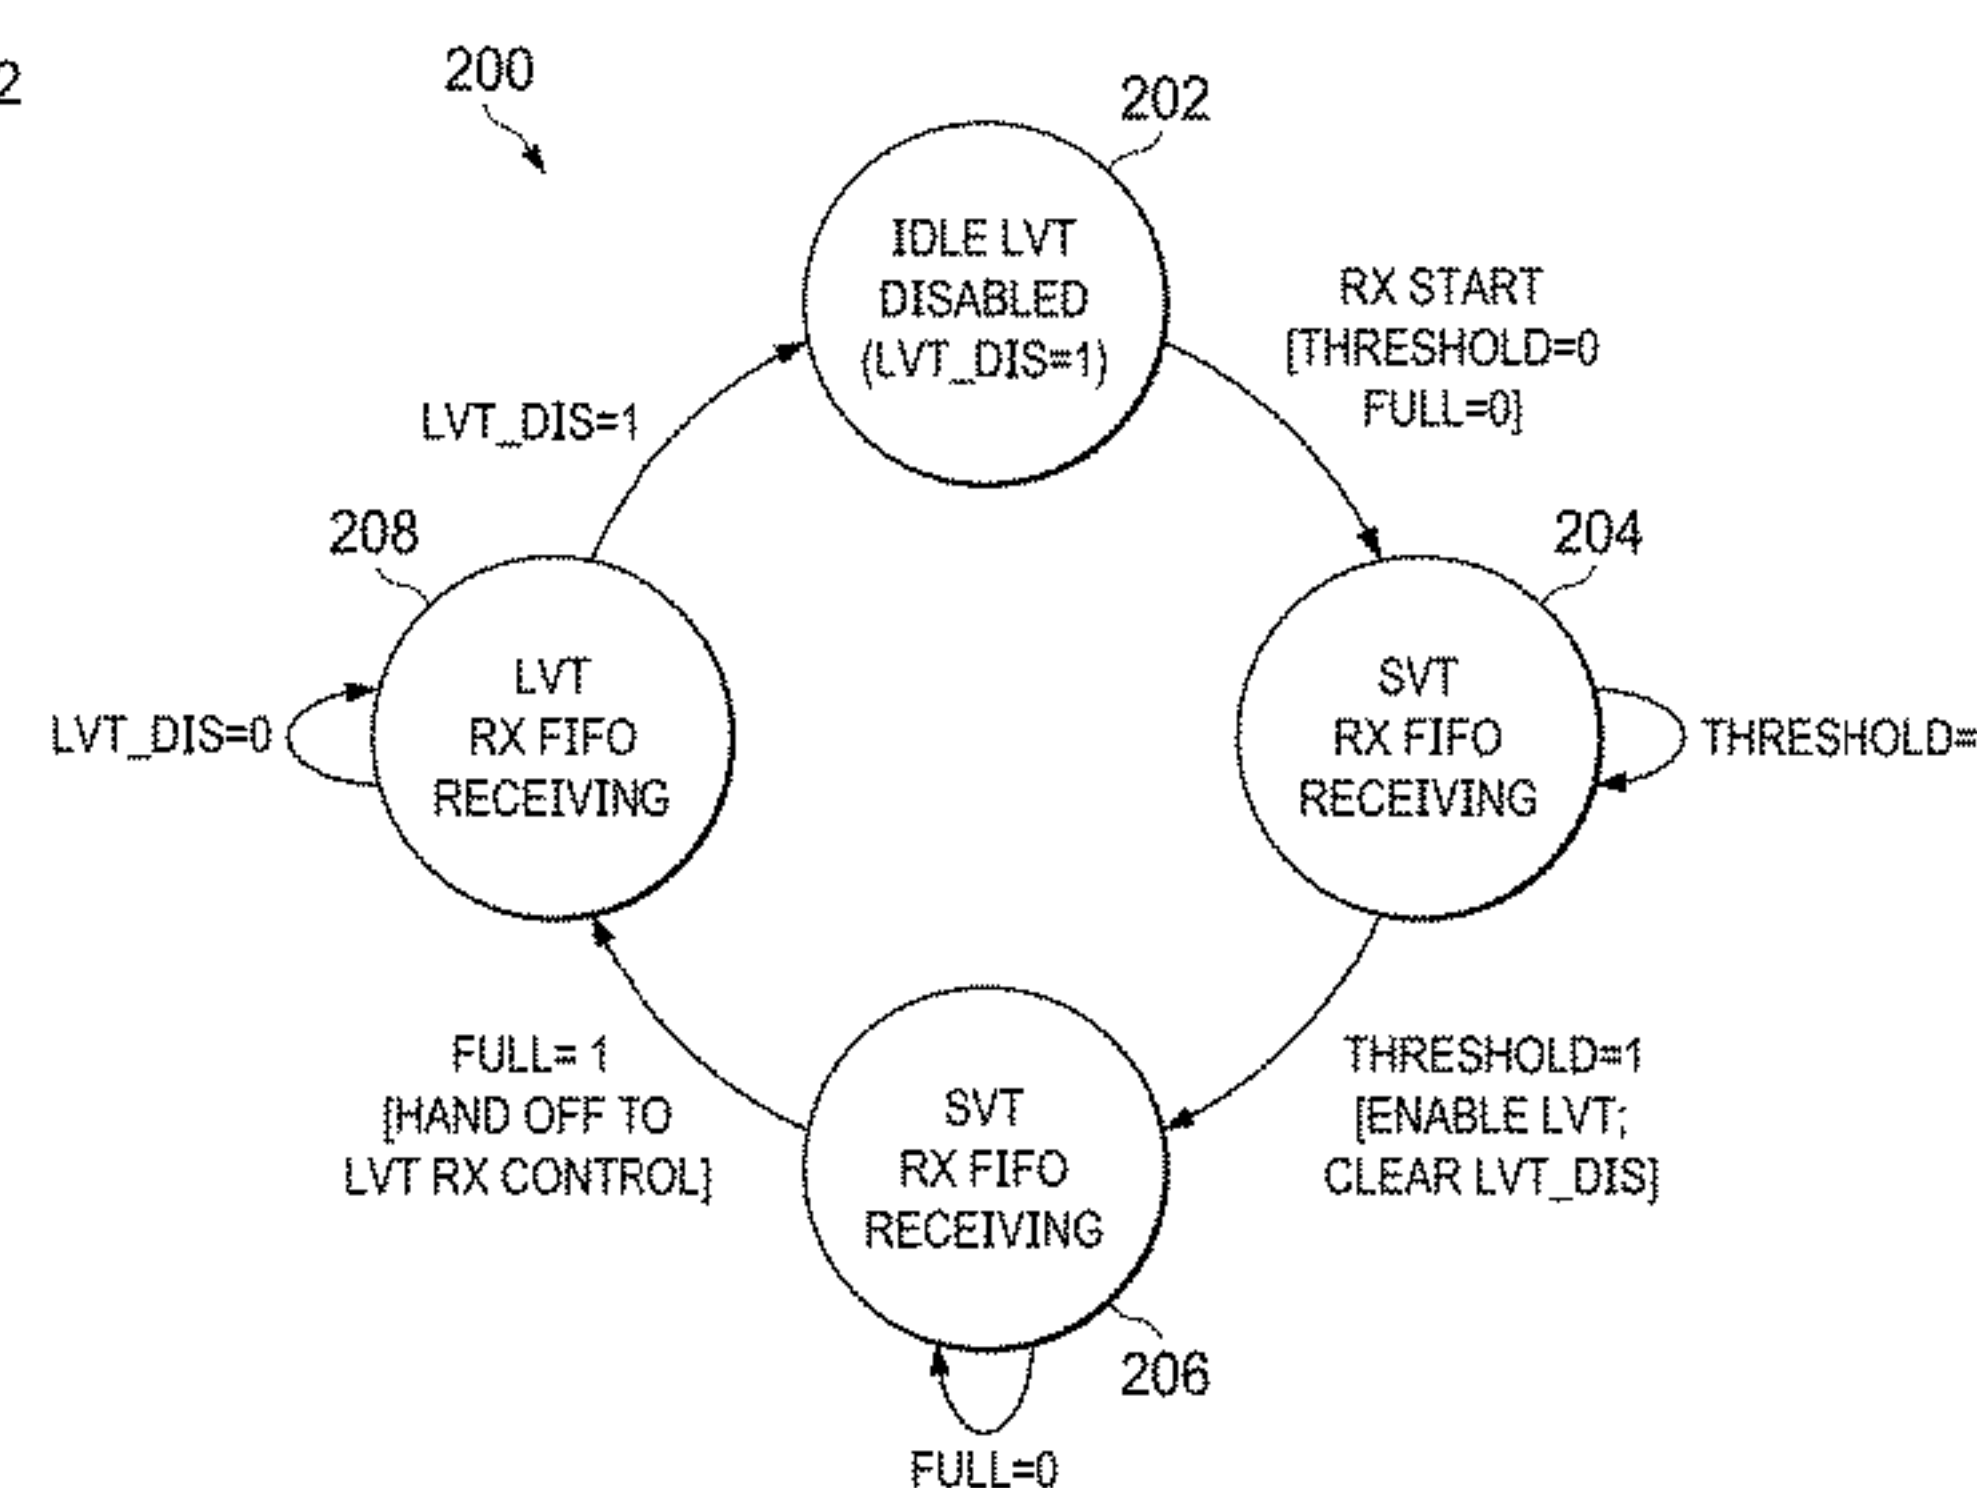 2
200
202
IDLE LVT
DISABLED
(LVT_DIS=1)
RX START
[THRESHOLD=0
FULL=0]
LVT_DIS=1
208
204
LVT
RX FIFO
RECEIVING
LVT_DIS=0
SVT
RX FIFO
RECEIVING
THRESHOLD=
FULL= 1
[HAND OFF TO
LVT RX CONTROL]
THRESHOLD=1
[ENABLE LVT;
CLEAR LVT_DIS]
SVT
RX FIFO
RECEIVING
206
FULL=0